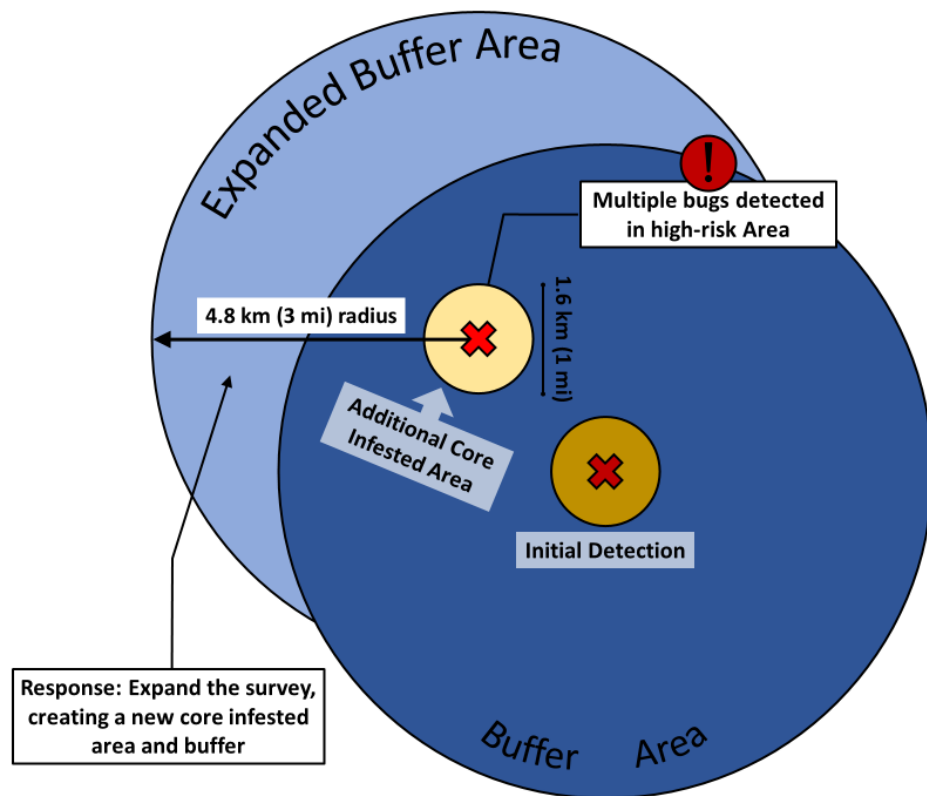 Expanded Buffer Area
!
Multiple bugs detected
in high-risk Area
4.8 km (3 mi) radius
1.6 km (1 mi)
Additional Core
Infested Area
Initial Detection
Response: Expand the survey,
creating a new core infested
area and buffer
Buffer Area